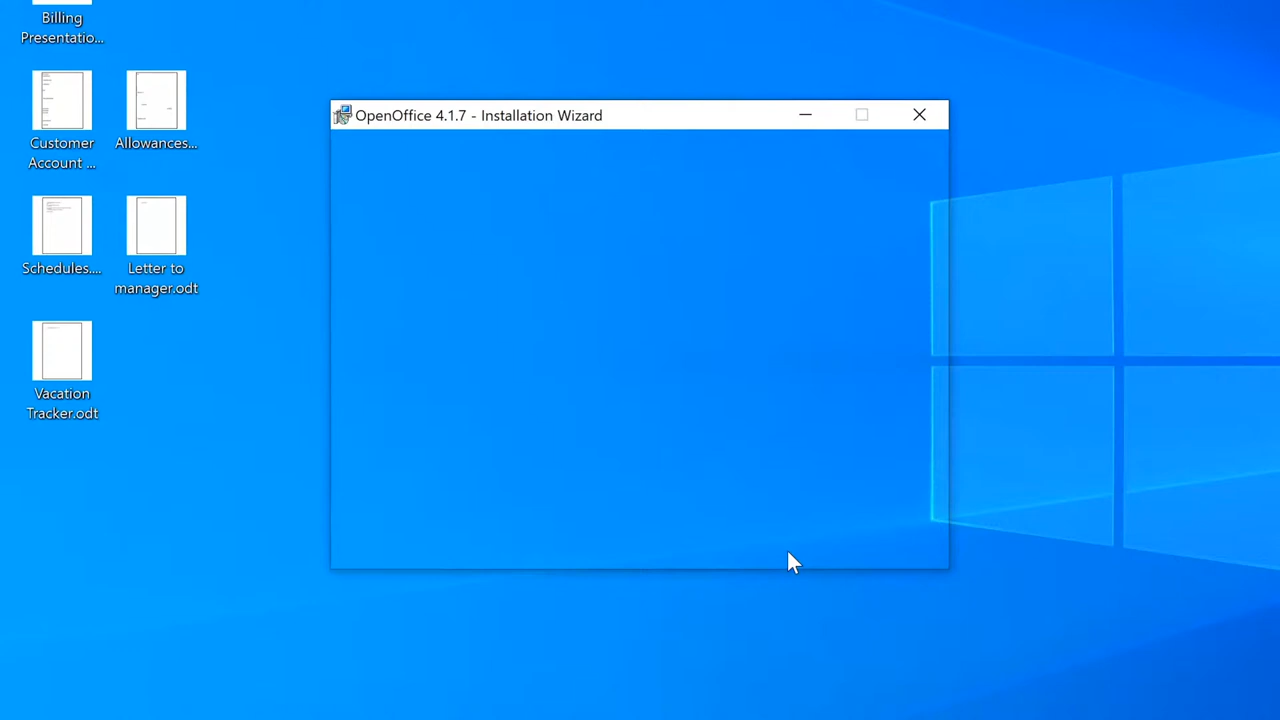 Billing
Presentatio...
Customer
Account ...
Allowances...
Schedules....
Letter to
manager.odt
Vacation
Tracker.odt
OpenOffice 4.1.7 - Installation Wizard